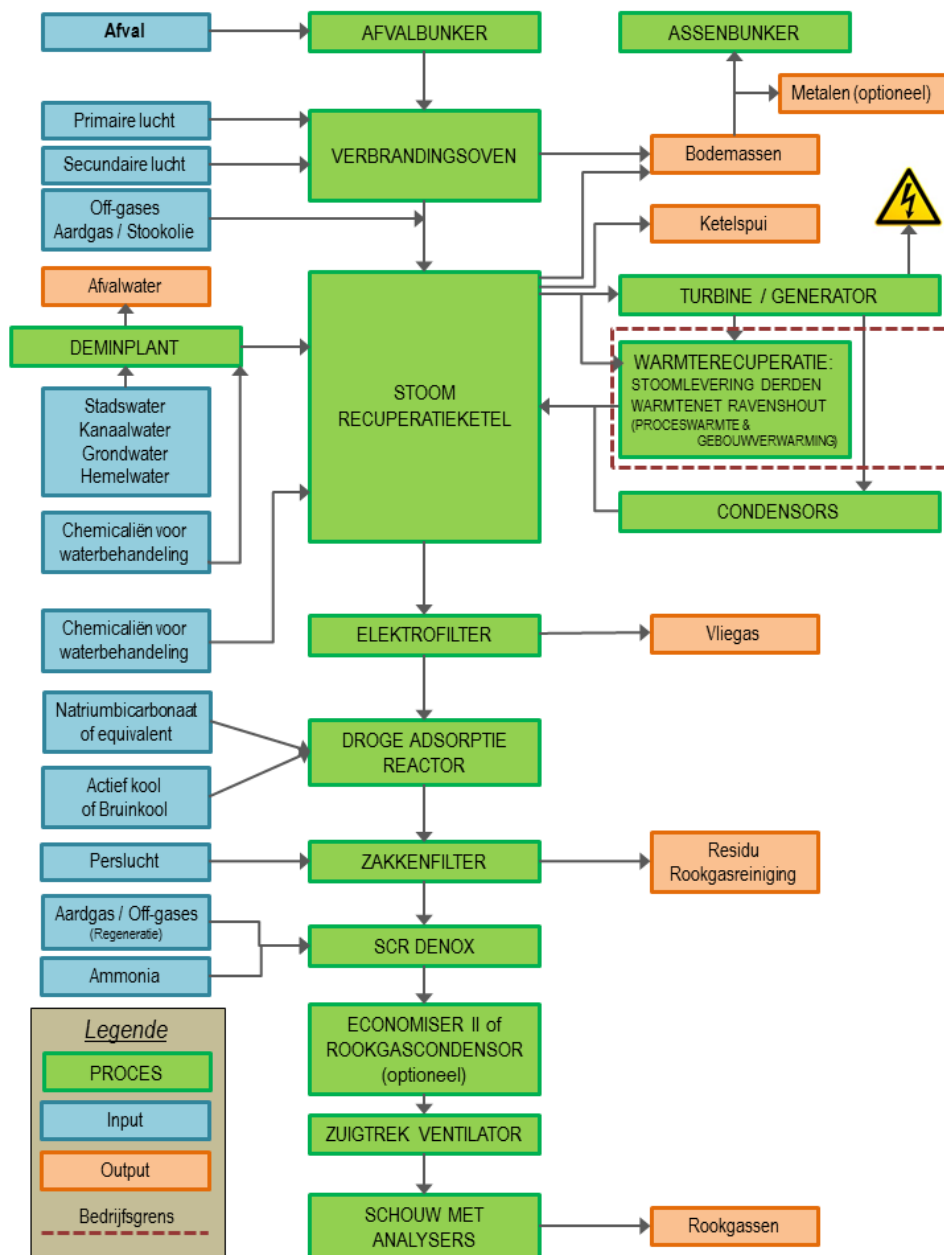 Afval
AFVALBUNKER
ASSENBUNKER
Metalen (optioneel)
Primaire lucht
Secundaire lucht
VERBRANDINGSOVEN
Bodemassen
Off-gases
Aardgas / Stookolie
Ketelspui
Afvalwater
TURBINE / GENERATOR
DEMINPLANT
STOOM
RECUPERATIEKETEL
WARMTERECUPERATIE:
STOOMLEVERING DERDEN
WARMTENET RAVENSHOUT
(PROCESWARMTE &
GEBOUWVERWARMING)
Stadswater
Kanaalwater
Grondwater
Hemelwater
CONDENSORS
Chemicaliën voor
waterbehandeling
Chemicaliën voor
waterbehandeling
ELEKTROFILTER
Vliegas
Natriumbicarbonaat
of equivalent
DROGE ADSORPTIE
REACTOR
Actief kool
of Bruinkool
Perslucht
ZAKKENFILTER
Residu
Rookgasreiniging
Aardgas / Off-gases
(Regeneratie)
SCR DENOX
Ammonia
ECONOMISER II of
ROOKGASCONDENSOR
(optioneel)
ZUIGTREK VENTILATOR
SCHOUW MET
ANALYSERS
Rookgassen
Legende
PROCES
Input
Output
Bedrijfsgrens